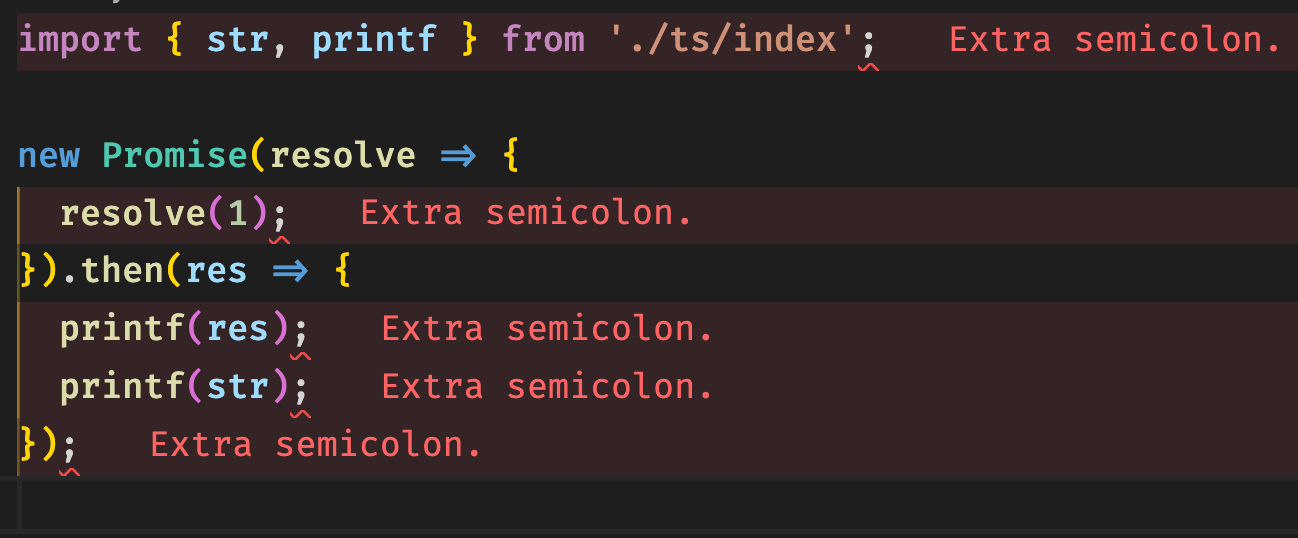 import { str, printf } from './ts/index';   Extra semicolon.
new Promise(resolve => {
  resolve(1);   Extra semicolon.
}).then(res => {
  printf(res);   Extra semicolon.
  printf(str);   Extra semicolon.
});   Extra semicolon.